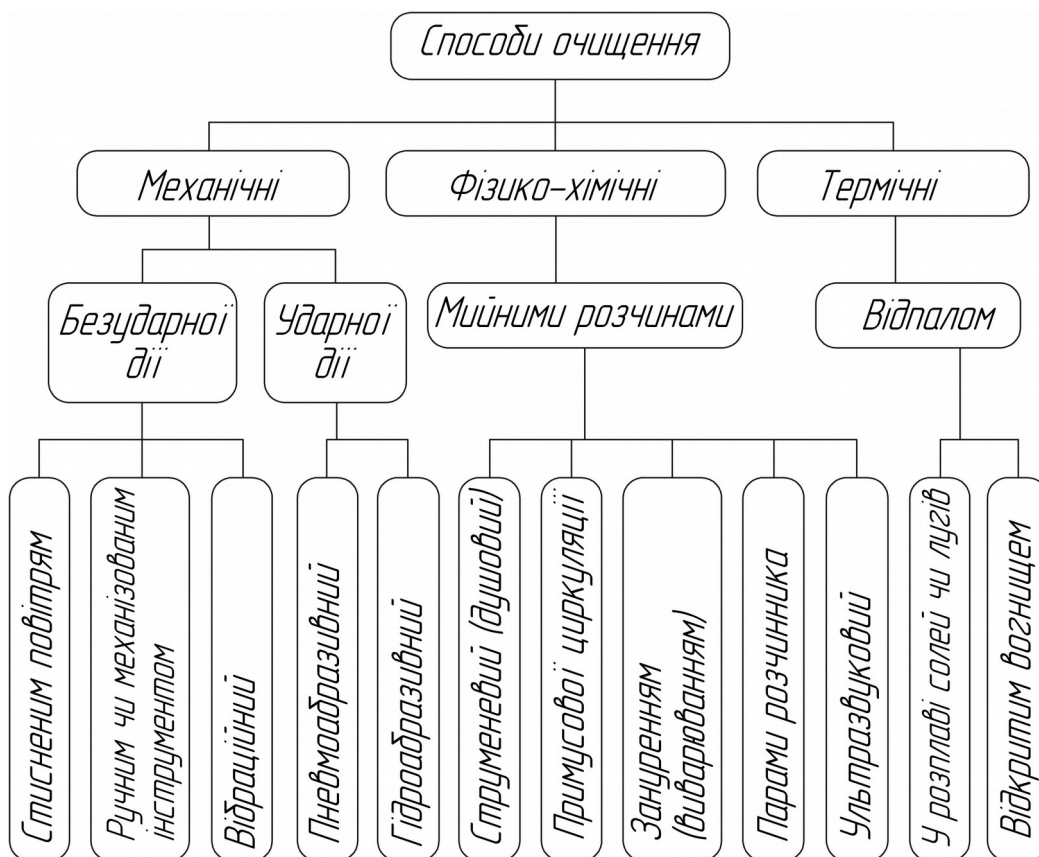 Способи очищення
Механічні
Фізико-хімічні
Термічні
Безударної
дії
Ударної
дії
Мийними розчинами
Відпалом
Стисненим повітрям
Ручним чи механізованим
інструментом
Вібраційний
Пневмоабразивний
Гідроабразивний
Струменевий (душовий)
Примусової циркуляції
Зануренням
(виварюванням)
Парами розчинника
Ультразвуковий
У розплаві солей чи лугів
Відкритим вогнищем